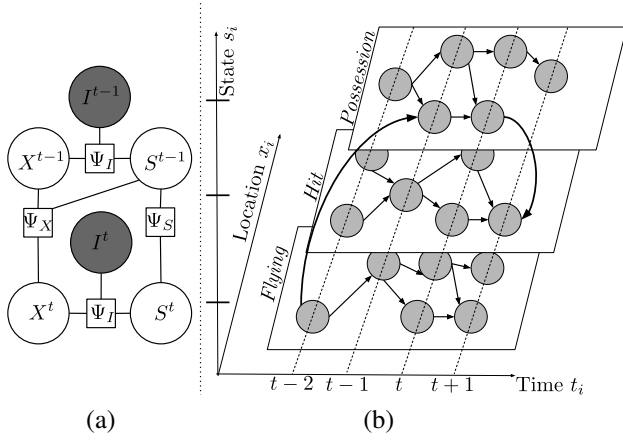 I^{t-1}
X^{t-1}
Ψ_I
S^{t-1}
Ψ_X
I^t
Ψ_S
X^t
Ψ_I
S^t
(a)
State s_i
Location x_i
Possession
Hit
Flying
t − 2
t − 1
t
t + 1
Time t_i
(b)